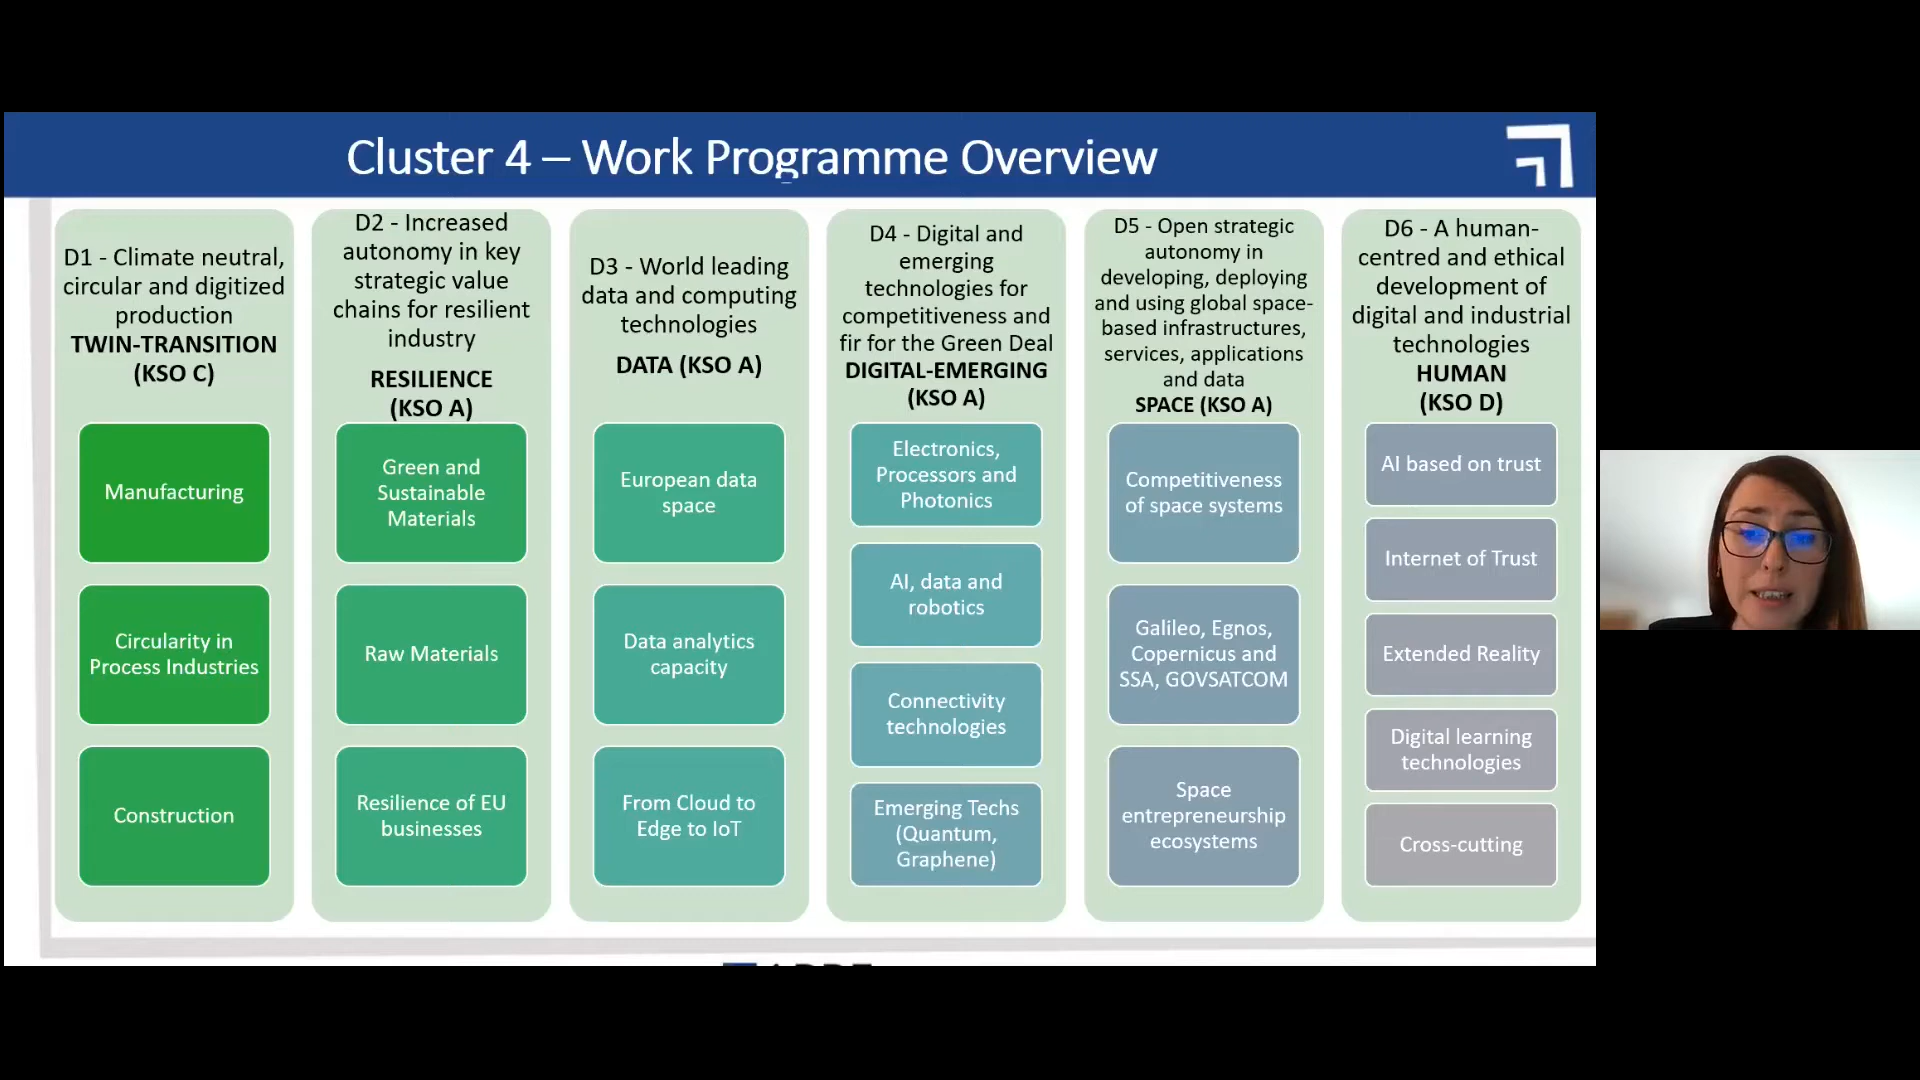 Cluster 4 – Work Programme Overview
D1 - Climate neutral,
circular and digitized
production
TWIN-TRANSITION
(KSO C)
Manufacturing
Circularity in
Process Industries
Construction
D2 - Increased
autonomy in key
strategic value
chains for resilient
industry
RESILIENCE
(KSO A)
Green and
Sustainable
Materials
Raw Materials
Resilience of EU
businesses
D3 - World leading
data and computing
technologies
DATA (KSO A)
European data
space
Data analytics
capacity
From Cloud to
Edge to IoT
D4 - Digital and
emerging
technologies for
competitiveness and
fir for the Green Deal
DIGITAL-EMERGING
(KSO A)
Electronics,
Processors and
Photonics
AI, data and
robotics
Connectivity
technologies
Emerging Techs
(Quantum,
Graphene)
D5 - Open strategic
autonomy in
developing, deploying
and using global space-
based infrastructures,
services, applications
and data
SPACE (KSO A)
Competitiveness
of space systems
Galileo, Egnos,
Copernicus and
SSA, GOVSATCOM
Space
entrepreneurship
ecosystems
D6 - A human-
centred and ethical
development of
digital and industrial
technologies
HUMAN
(KSO D)
AI based on trust
Internet of Trust
Extended Reality
Digital learning
technologies
Cross-cutting